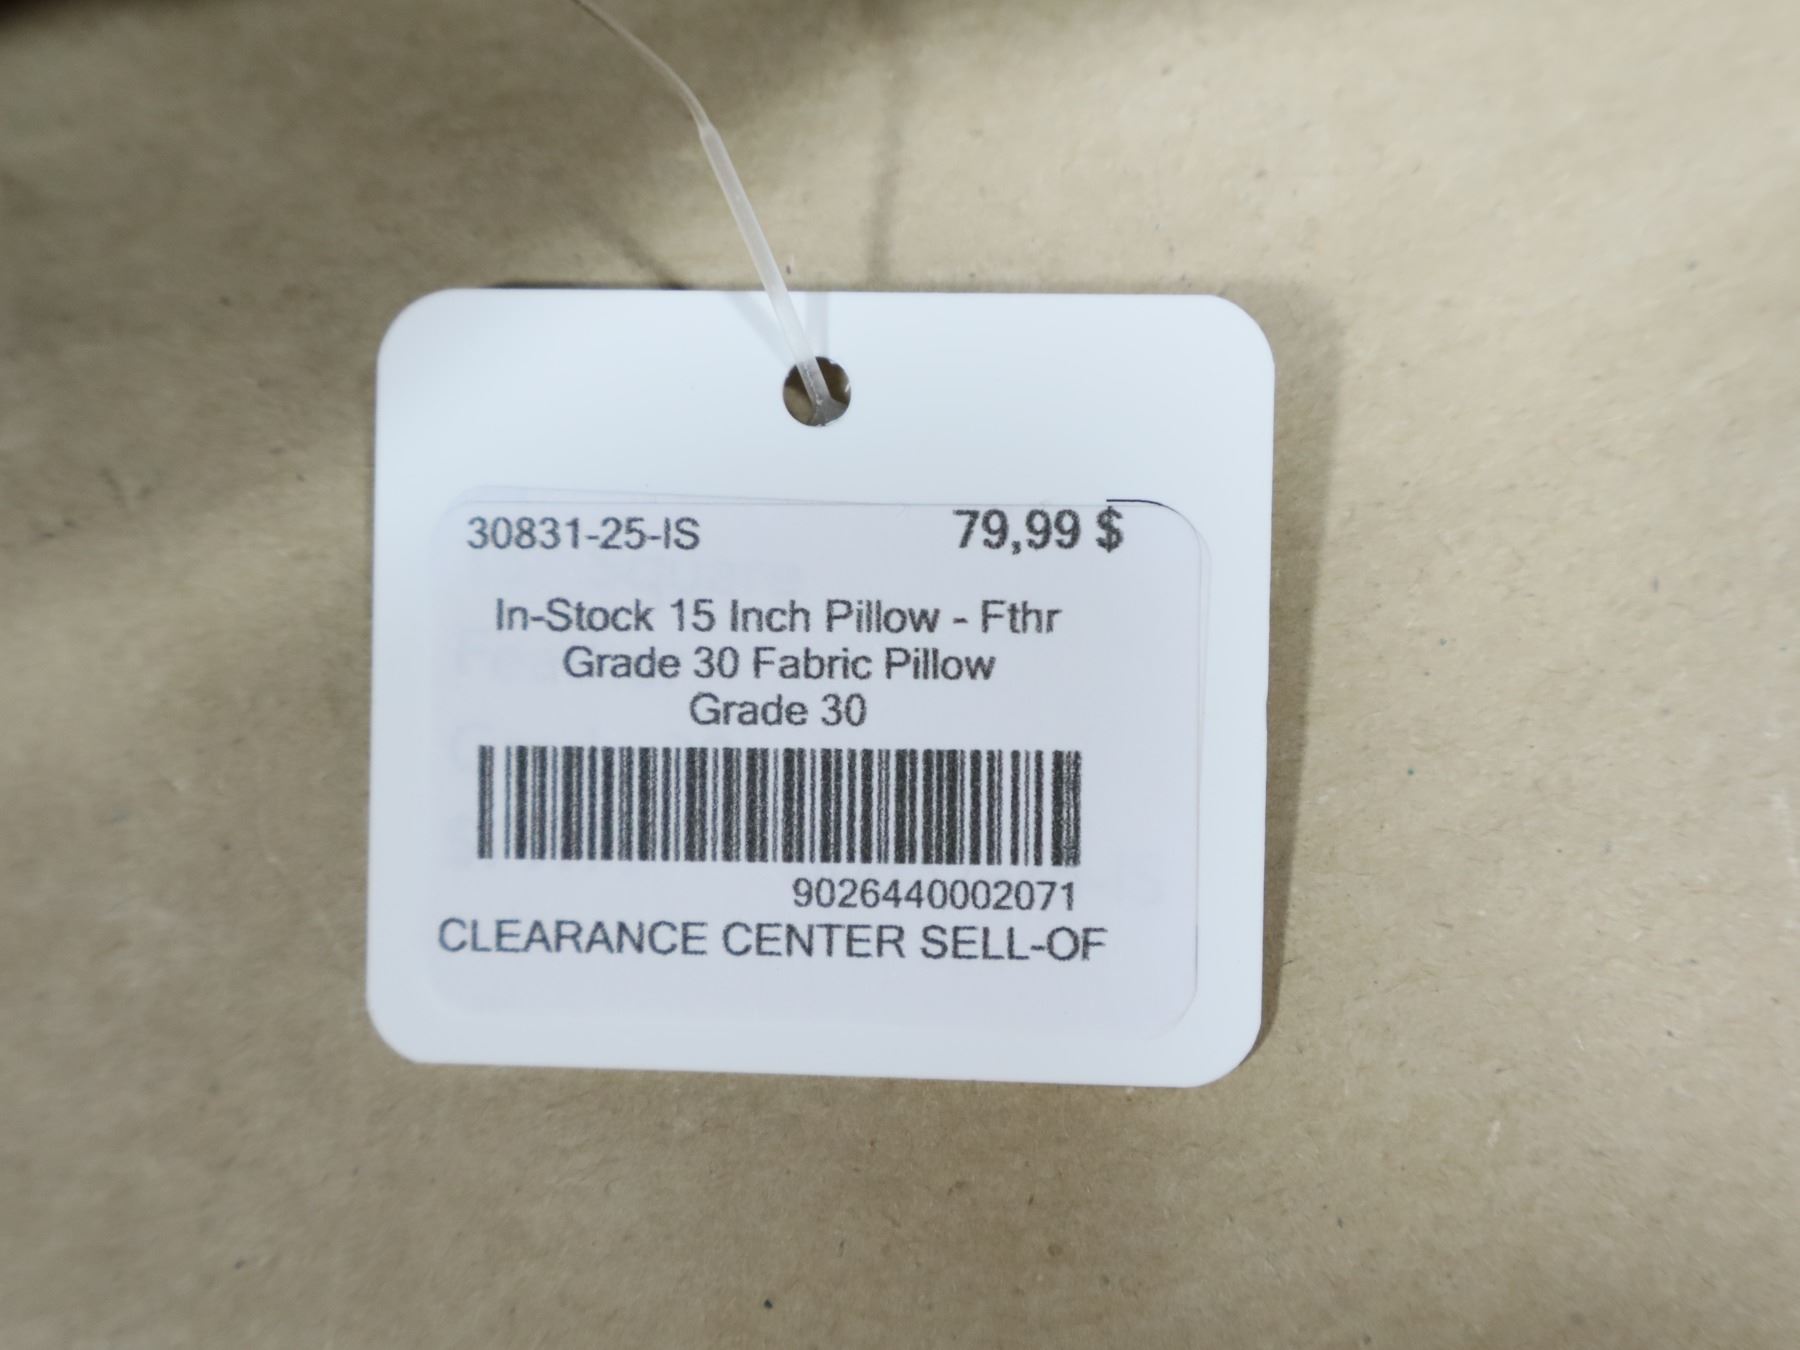 30831-25-IS 79,99 $
In-Stock 15 Inch Pillow - Fthr
Grade 30 Fabric Pillow
Grade 30
9026440002071
CLEARANCE CENTER SELL-OF